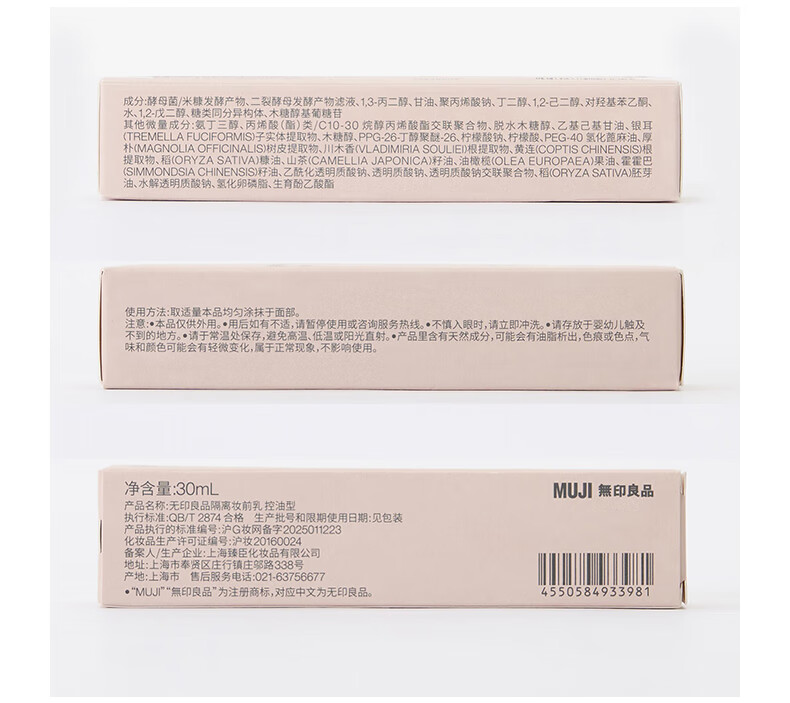 成分:酵母菌/米糠发酵产物、二裂酵母发酵产物滤液、1,3-丙二醇、甘油、聚丙烯酸钠、丁二醇、1,2-己二醇、对羟基苯乙酮、
水、1,2-戊二醇、糖类同分异构体、木糖醇基葡糖苷
其他微量成分:氨丁三醇、丙烯酸(酯)类/C10-30 烷醇丙烯酸酯交联聚合物、脱水木糖醇、乙基己基甘油、银耳
(TREMELLA FUCIFORMIS)子实体提取物、木糖醇、PPG-26-丁醇聚醚-26、柠檬酸钠、柠檬酸、PEG-40 氢化蓖麻油、厚
朴(MAGNOLIA OFFICINALIS)树皮提取物、川木香(VLADIMIRIA SOULIEI)根提取物、黄连(COPTIS CHINENSIS)根
提取物、稻(ORYZA SATIVA)糠油、山茶(CAMELLIA JAPONICA)籽油、油橄榄(OLEA EUROPAEA)果油、霍霍巴
(SIMMONDSIA CHINENSIS)籽油、乙酰化透明质酸钠、透明质酸钠、透明质酸钠交联聚合物、稻(ORYZA SATIVA)胚芽
油、水解透明质酸钠、氢化卵磷脂、生育酚乙酸酯
使用方法:取适量本品均匀涂抹于面部。
注意:•本品仅供外用。•用后如有不适,请暂停使用或咨询服务热线。•不慎入眼时,请立即冲洗。•请存放于婴幼儿触及
不到的地方。•请于常温处保存,避免高温、低温或阳光直射。•产品里含有天然成分,可能会有油脂析出,色痕或色点,气
味和颜色可能会有轻微变化,属于正常现象,不影响使用。
净含量:30mL
MUJI 無印良品
产品名称:无印良品隔离妆前乳 控油型
执行标准:QB/T 2874 合格 生产批号和限期使用日期:见包装
产品执行的标准编号:沪G妆网备字2025011223
化妆品生产许可证编号:沪妆20160024
备案人/生产企业:上海臻臣化妆品有限公司
地址:上海市奉贤区庄行镇庄邬路338号
产地:上海市 售后服务电话:021-63756677
•“MUJI”“無印良品”为注册商标,对应中文为无印良品。
4550584933981